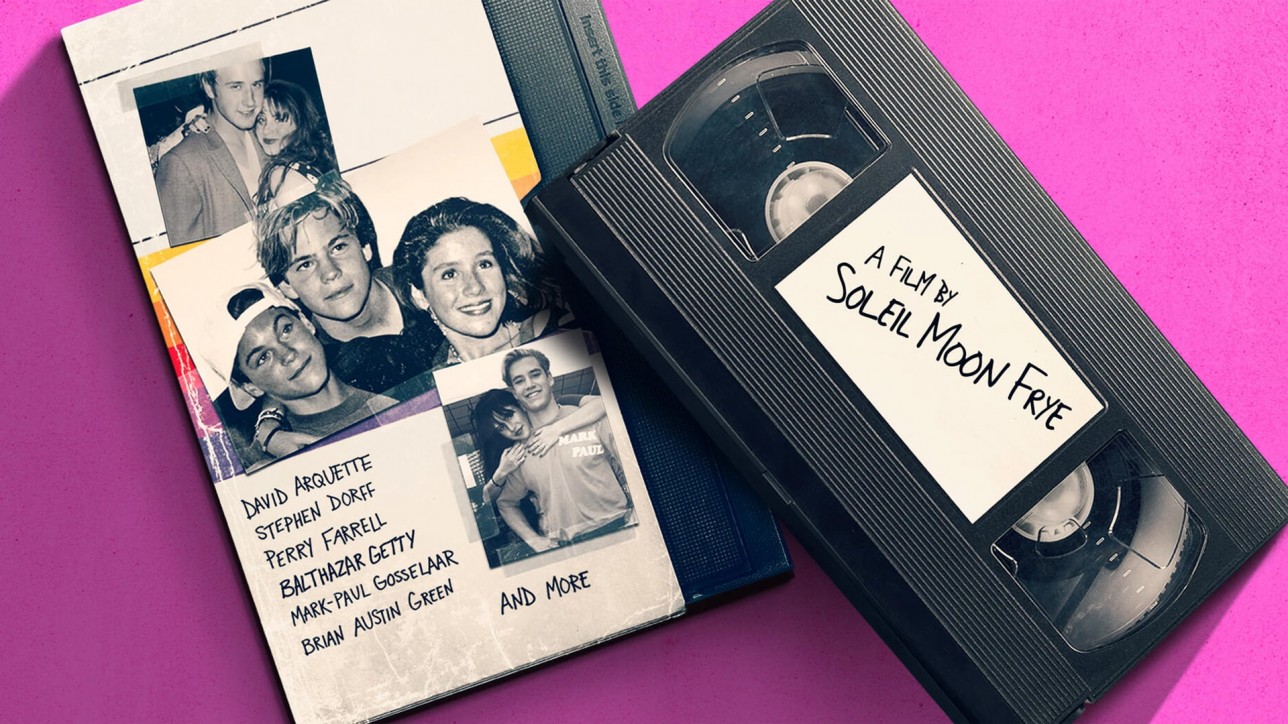 Insert this side
MARK
PAUL
DAVID ARQUETTE
STEPHEN DORFF
PERRY FARRELL
BALTHAZAR GETTY
MARK-PAUL GOSSELAAR
BRIAN AUSTIN GREEN
AND MORE
A FILM BY
SOLEIL MOON FRYE